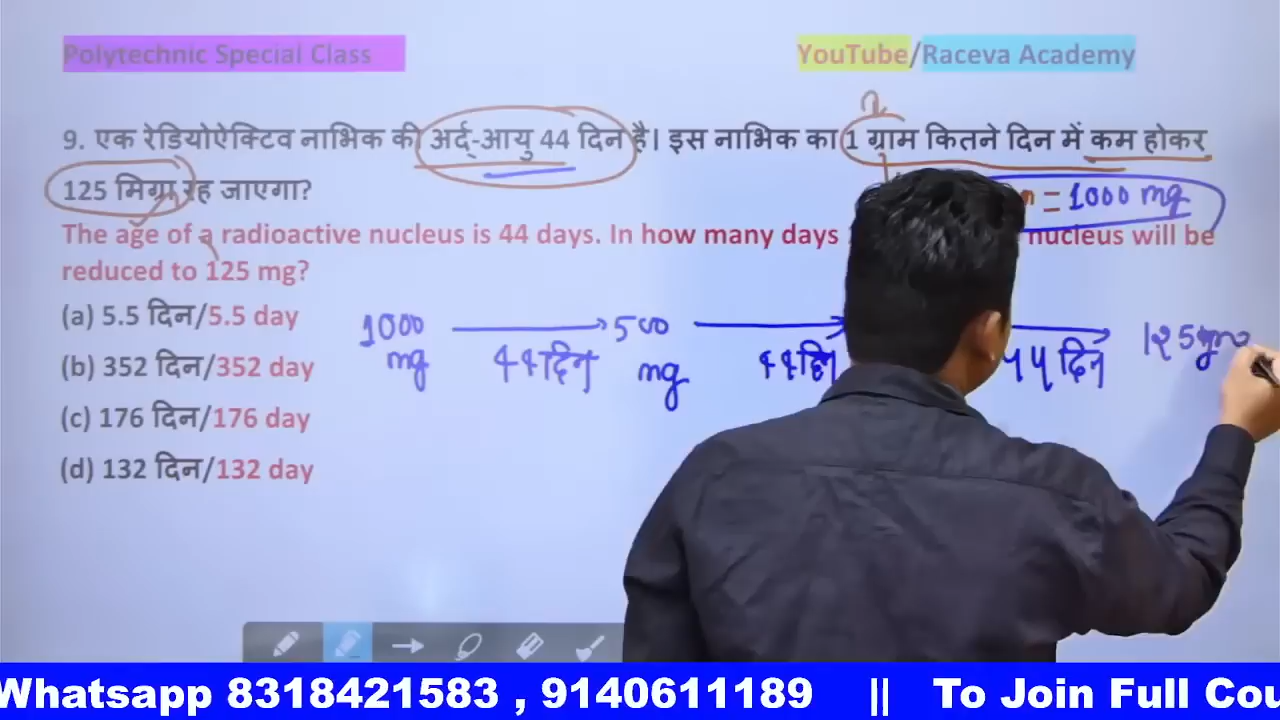 Polytechnic Special Class
YouTube/Raceva Academy
9. एक रेडियोऐक्टिव नाभिक की अर्द्-आयु 44 दिन है। इस नाभिक का 1 ग्राम कितने दिन में कम होकर
125 मिग्रा रह जाएगा?
= 1000 mg
The age of a radioactive nucleus is 44 days. In how many days nucleus will be
reduced to 125 mg?
(a) 5.5 दिन/5.5 day
(b) 352 दिन/352 day
(c) 176 दिन/176 day
(d) 132 दिन/132 day
1000 mg 44 दिन 500 mg 44 दिन 44 दिन 125
Whatsapp 8318421583 , 9140611189 || To Join Full Cou